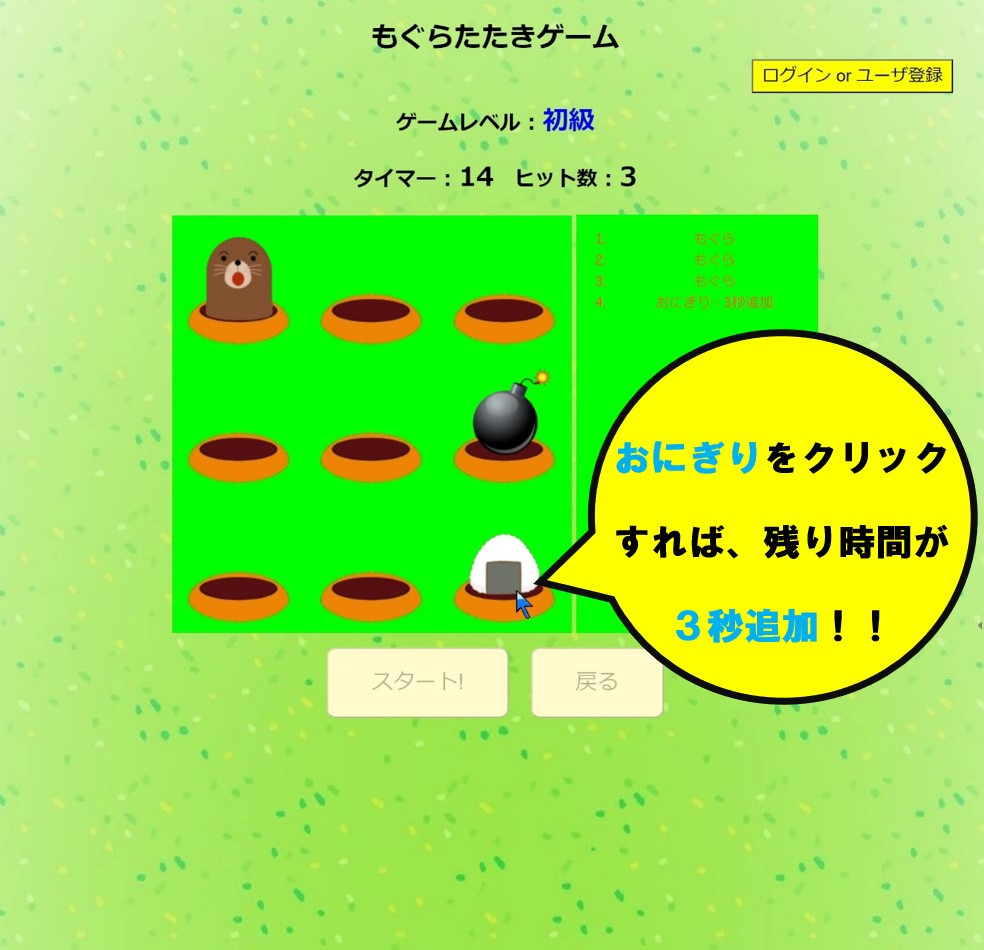 もぐらたたきゲーム
ログイン or ユーザ登録
ゲームレベル：初級
タイマー：14 ヒット数：3
1. もぐら
2. もぐら
3. もぐら
4. おにぎり：3秒追加
おにぎりをクリック
すれば、残り時間が
３秒追加！！
スタート!
戻る